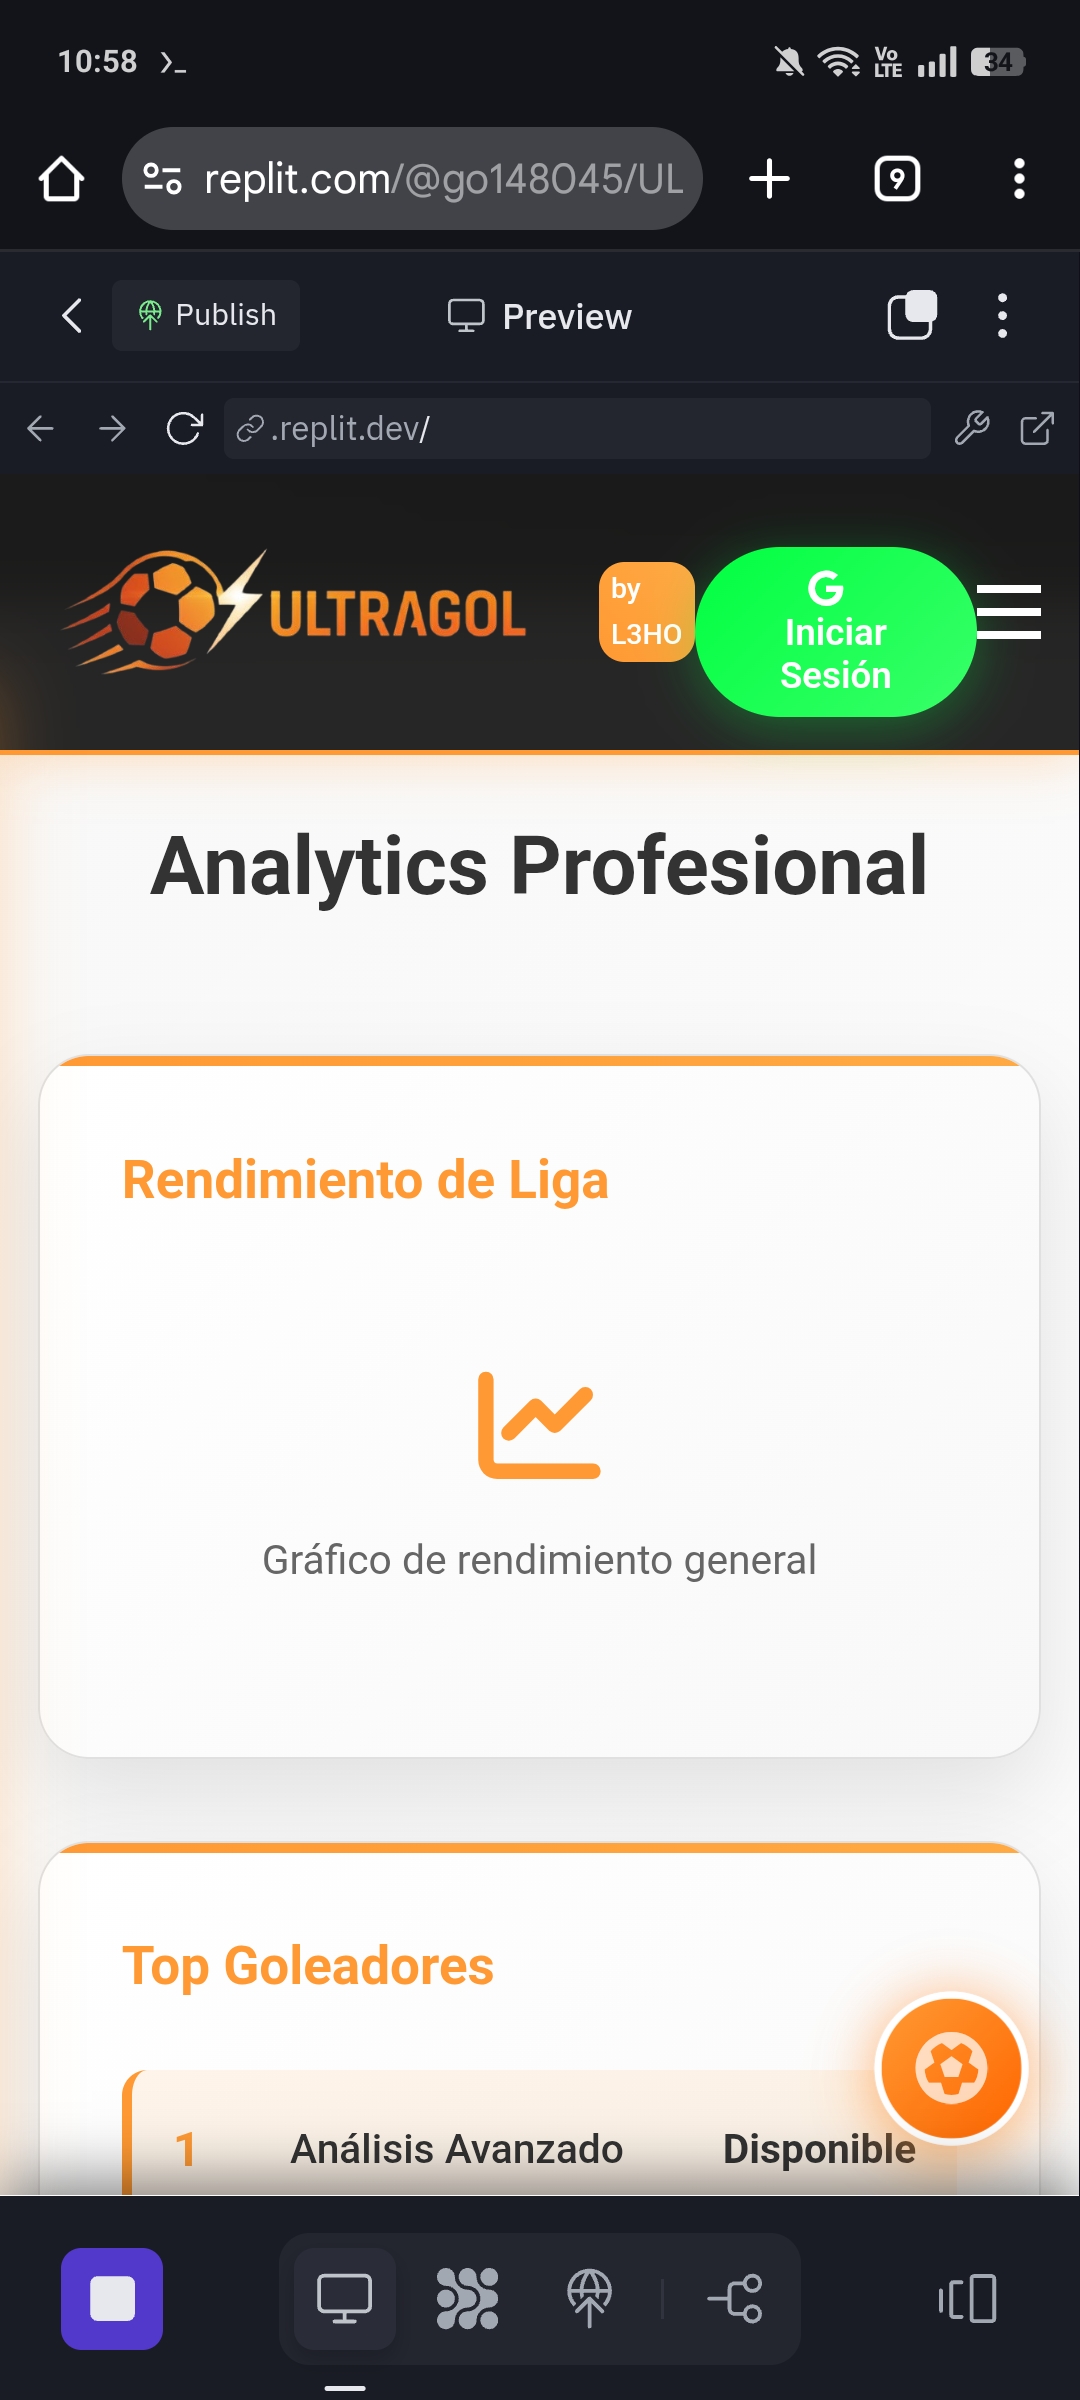 10:58
Vo
LTE
34
replit.com/@go148045/UL
9
Publish
Preview
.replit.dev/
ULTRAGOL
by
L3HO
Iniciar
Sesión
Analytics Profesional
Rendimiento de Liga
Gráfico de rendimiento general
Top Goleadores
1 Análisis Avanzado Disponible